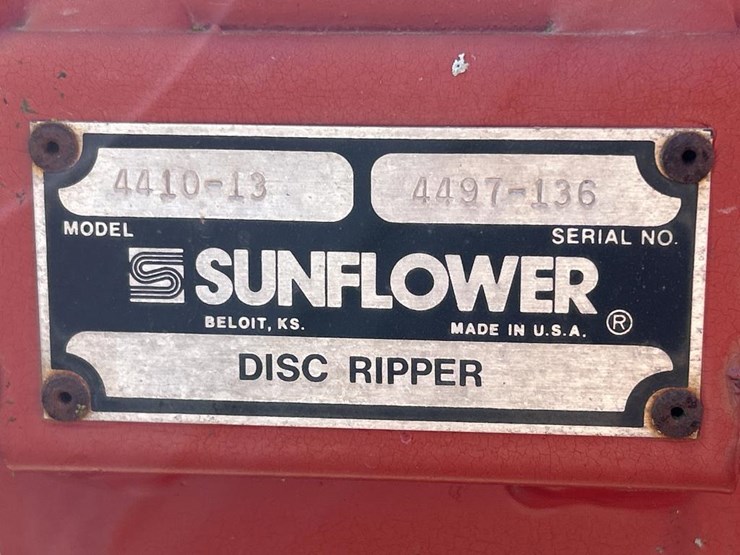 4410-13 4497-136
MODEL SERIAL NO.
SUNFLOWER ®
BELOIT, KS. MADE IN U.S.A.
DISC RIPPER